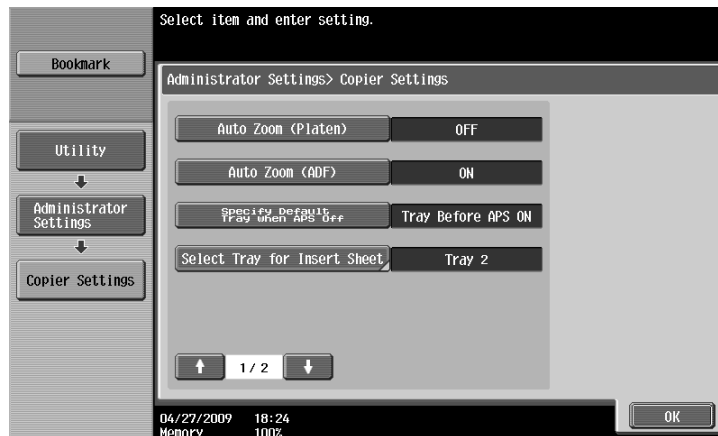 Select item and enter setting.
Bookmark
Administrator Settings> Copier Settings
Auto Zoom (Platen)
OFF
Utility
Auto Zoom (ADF)
ON
Administrator
Settings
Specify Default
Tray when APS Off
Tray Before APS ON
Copier Settings
Select Tray for Insert Sheet
Tray 2
1/ 2
OK
04/27/2009 18:24
Memory 100%